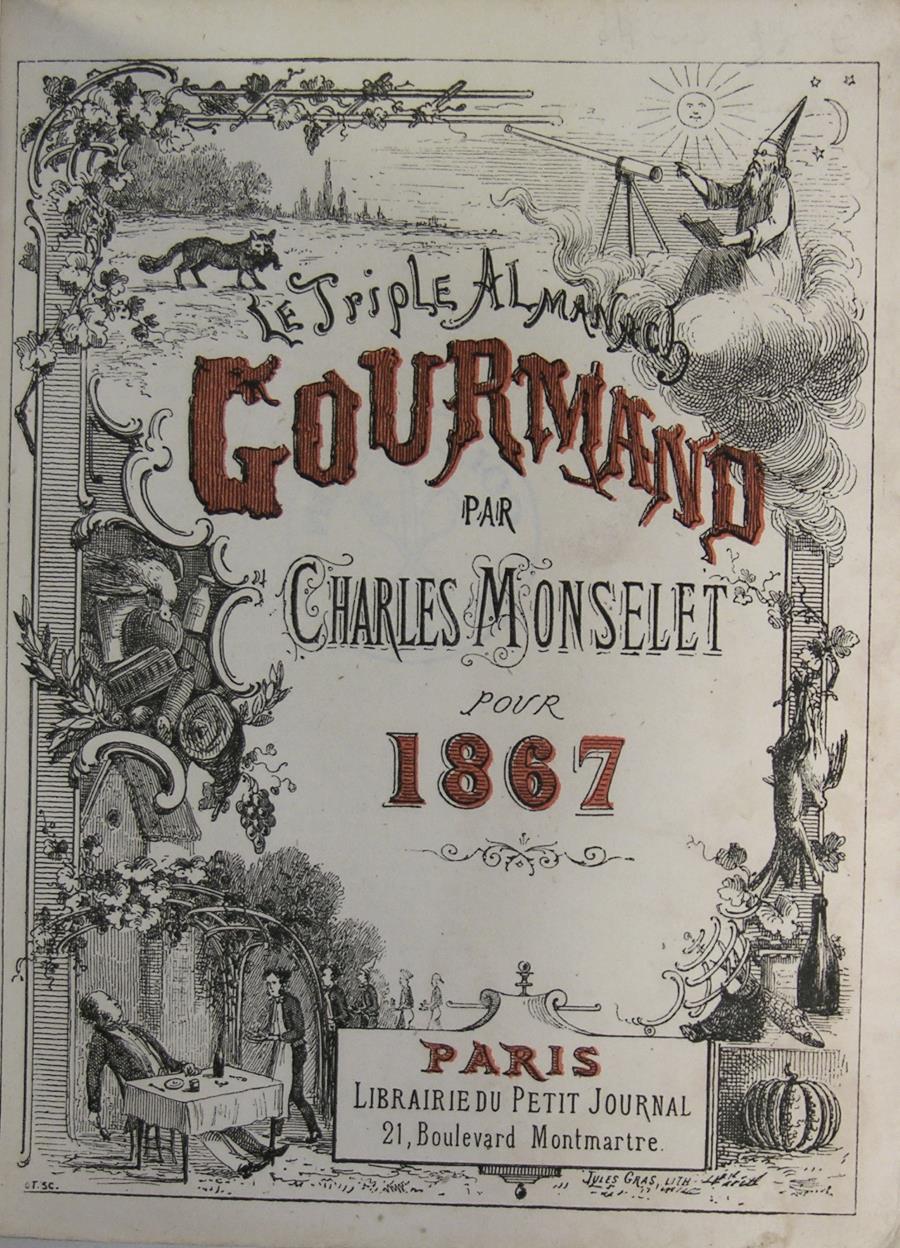 Le Triple Almanach
GOURMAND
PAR
CHARLES MONSELET
POUR
1867
PARIS
LIBRAIRIE DU PETIT JOURNAL
21, Boulevard Montmartre.
JULES GRAS, LITH
T. SC.